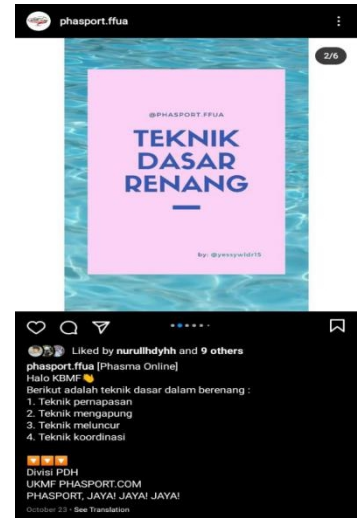 phasport.ffua
2/6
@PHASPORT.FFUA
TEKNIK
DASAR
RENANG
by: @yessywldr15
Liked by nurullhdyhh and 9 others
phasport.ffua [Phasma Online]
Halo KBMF👋
Berikut adalah teknik dasar dalam berenang :
1. Teknik pernapasan
2. Teknik mengapung
3. Teknik meluncur
4. Teknik koordinasi
🔽🔽🔽
Divisi PDH
UKMF PHASPORT.COM
PHASPORT, JAYA! JAYA! JAYA!
October 23 • See Translation